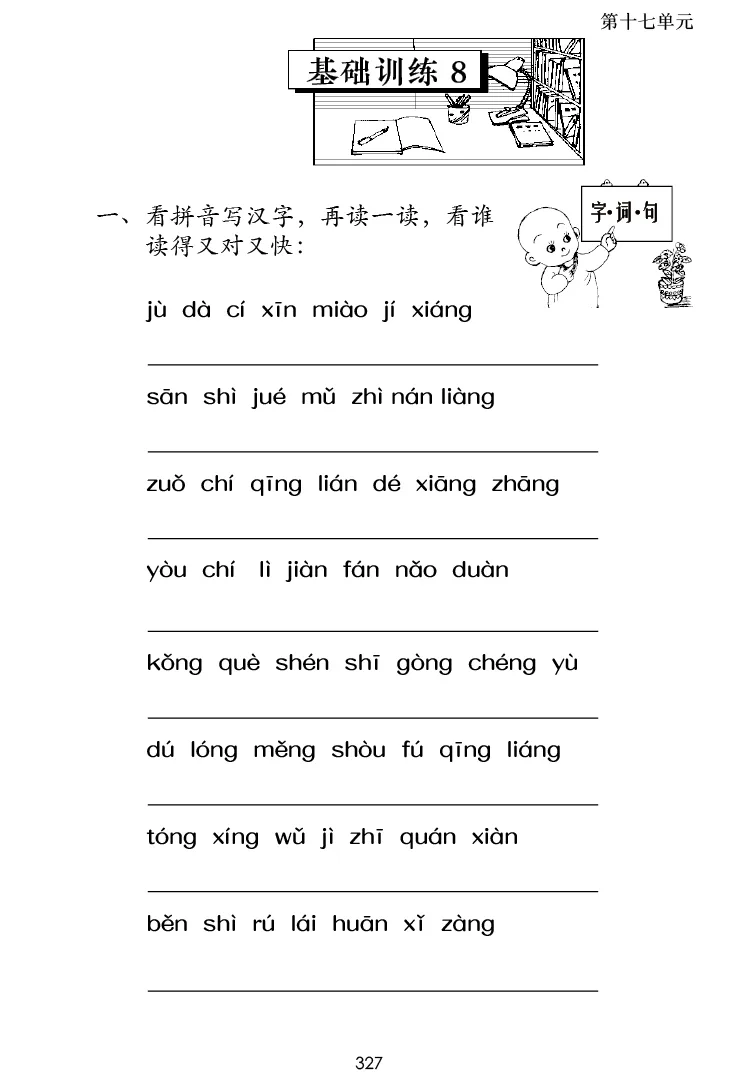 第十七单元
基础训练 8
字·词·句
一、看拼音写汉字，再读一读，看谁
读得又对又快：
jù dà cí xīn miào jí xiáng
sān shì jué mǔ zhì nán liàng
zuǒ chí qīng lián dé xiāng zhāng
yòu chí lì jiàn fán nǎo duàn
kǒng què shén shī gòng chéng yù
dú lóng měng shòu fú qīng liáng
tóng xíng wǔ jì zhī quán xiàn
běn shì rú lái huān xǐ zàng
327